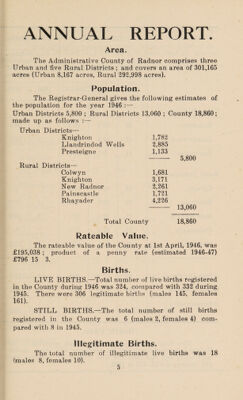 ANNUAL REPORT.
Area.
The Administrative County of Radnor comprises three
Urban and five Rural Districts; and covers an area of 301,165
acres (Urban 8,167 acres, Rural 292,998 acres).
Population.
The Registrar-General gives the following estimates of
the population for the year 1946 :—
Urban Districts 5,800 ; Rural Districts 13,060 ; County 18,860;
made up as follows :—
Urban Districts—
Knighton 1,782
Llandrindod Wells 2,885
Presteigne 1,133
5,800
Rural Districts—
Colwyn 1,681
Knighton 3,171
New Radnor 2,261
Painscastle 1,721
Rhayader 4,226
13,060
Total County 18,860
Rateable Value.
The rateable value of the County at 1st April, 1946, was
£195,038 ; product of a penny rate (estimated 1946-47)
£796 15 3.
Births.
LIVE BIRTHS.—Total number of live births registered
in the County during 1946 was 324, compared with 332 during
1945. There were 306 legitimate births (males 145, females
161).
STILL BIRTHS.—The total number of still births
registered in the County was 6 (males 2, females 4) com-
pared with 8 in 1945.
Illegitimate Births.
The total number of illegitimate live births was 18
(males 8, females 10).
5